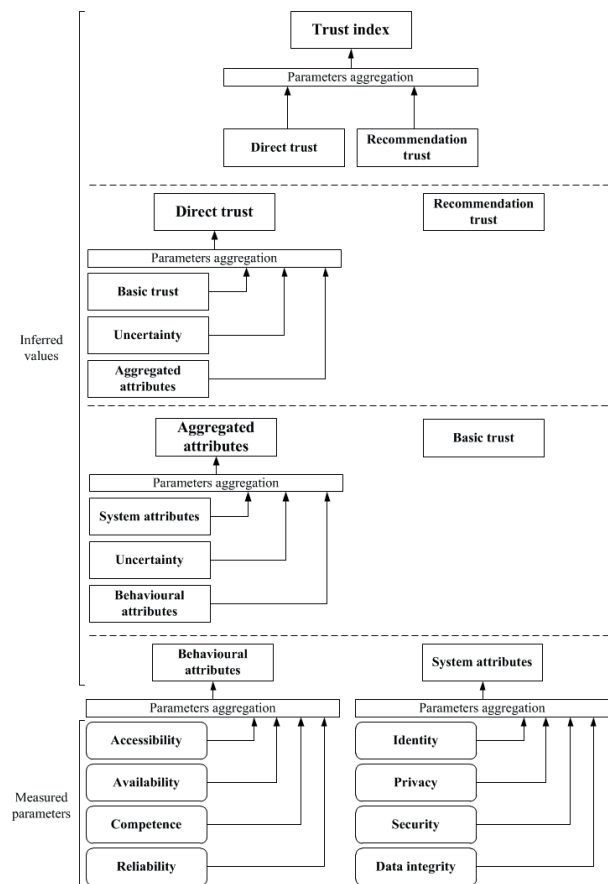 Trust index
Parameters aggregation
Direct trust
Recommendation
trust
Direct trust
Recommendation
trust
Parameters aggregation
Basic trust
Uncertainty
Aggregated
attributes
Inferred
values
Aggregated
attributes
Basic trust
Parameters aggregation
System attributes
Uncertainty
Behavioural
attributes
Behavioural
attributes
System attributes
Parameters aggregation
Parameters aggregation
Accessibility
Identity
Availability
Privacy
Measured
parameters
Competence
Security
Reliability
Data integrity